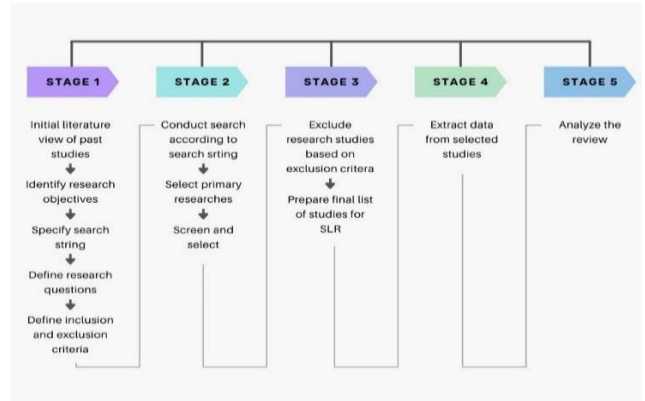 STAGE 1
STAGE 2
STAGE 3
STAGE 4
STAGE 5
Initial literature
view of past
studies
Identify research
objectives
Specify search
string
Define research
questions
Define inclusion
and exclusion
criteria
Conduct search
according to
search srting
Select primary
researches
Screen and
select
Exclude
research studies
based on
exclusion critera
Prepare final list
of studies for
SLR
Extract data
from selected
studies
Analyze the
review